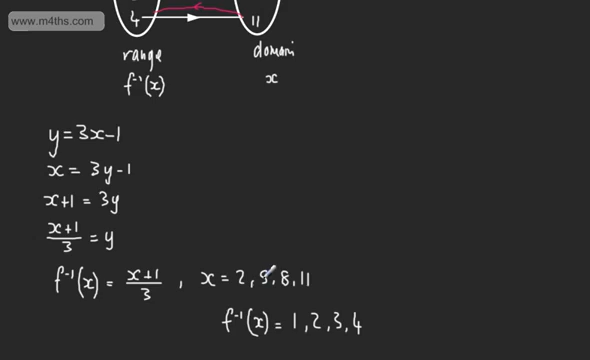 www.m4ths.com
4 11
range domain
f⁻¹(x) x
y = 3x-1
x = 3y-1
x+1 = 3y
x+1/3 = y
f⁻¹(x) = x+1/3 , x = 2, 5, 8, 11
f⁻¹(x) = 1, 2, 3, 4